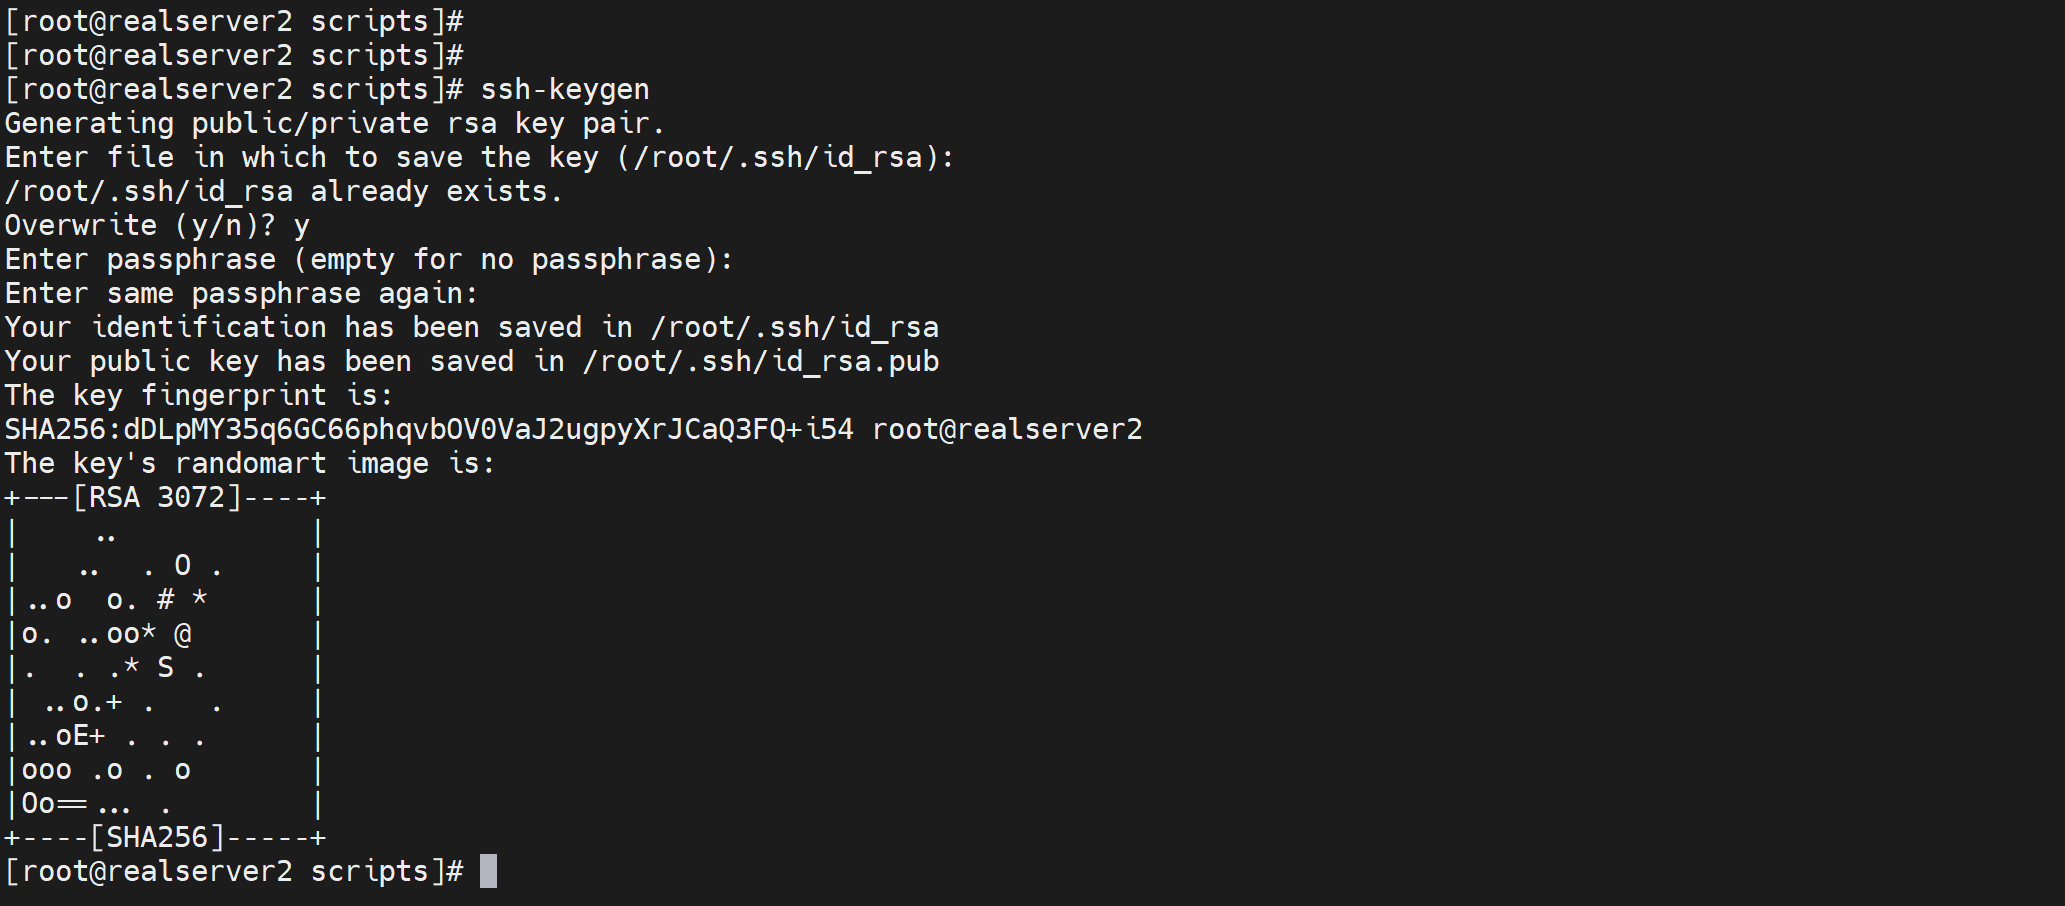 [root@realserver2 scripts]#
[root@realserver2 scripts]#
[root@realserver2 scripts]# ssh-keygen
Generating public/private rsa key pair.
Enter file in which to save the key (/root/.ssh/id_rsa):
/root/.ssh/id_rsa already exists.
Overwrite (y/n)? y
Enter passphrase (empty for no passphrase):
Enter same passphrase again:
Your identification has been saved in /root/.ssh/id_rsa
Your public key has been saved in /root/.ssh/id_rsa.pub
The key fingerprint is:
SHA256:dDLpMY35q6GC66phqvbOV0VaJ2ugpyXrJCaQ3FQ+i54 root@realserver2
The key's randomart image is:
+---[RSA 3072]----+
|     ..          |
|    ..  . O .    |
|..o  o. # *      |
|o. ..oo* @       |
|.  . .* S .      |
| ..o.+ .   .     |
|..oE+ . . .      |
|ooo .o . o       |
|Oo==... .        |
+----[SHA256]-----+
[root@realserver2 scripts]#